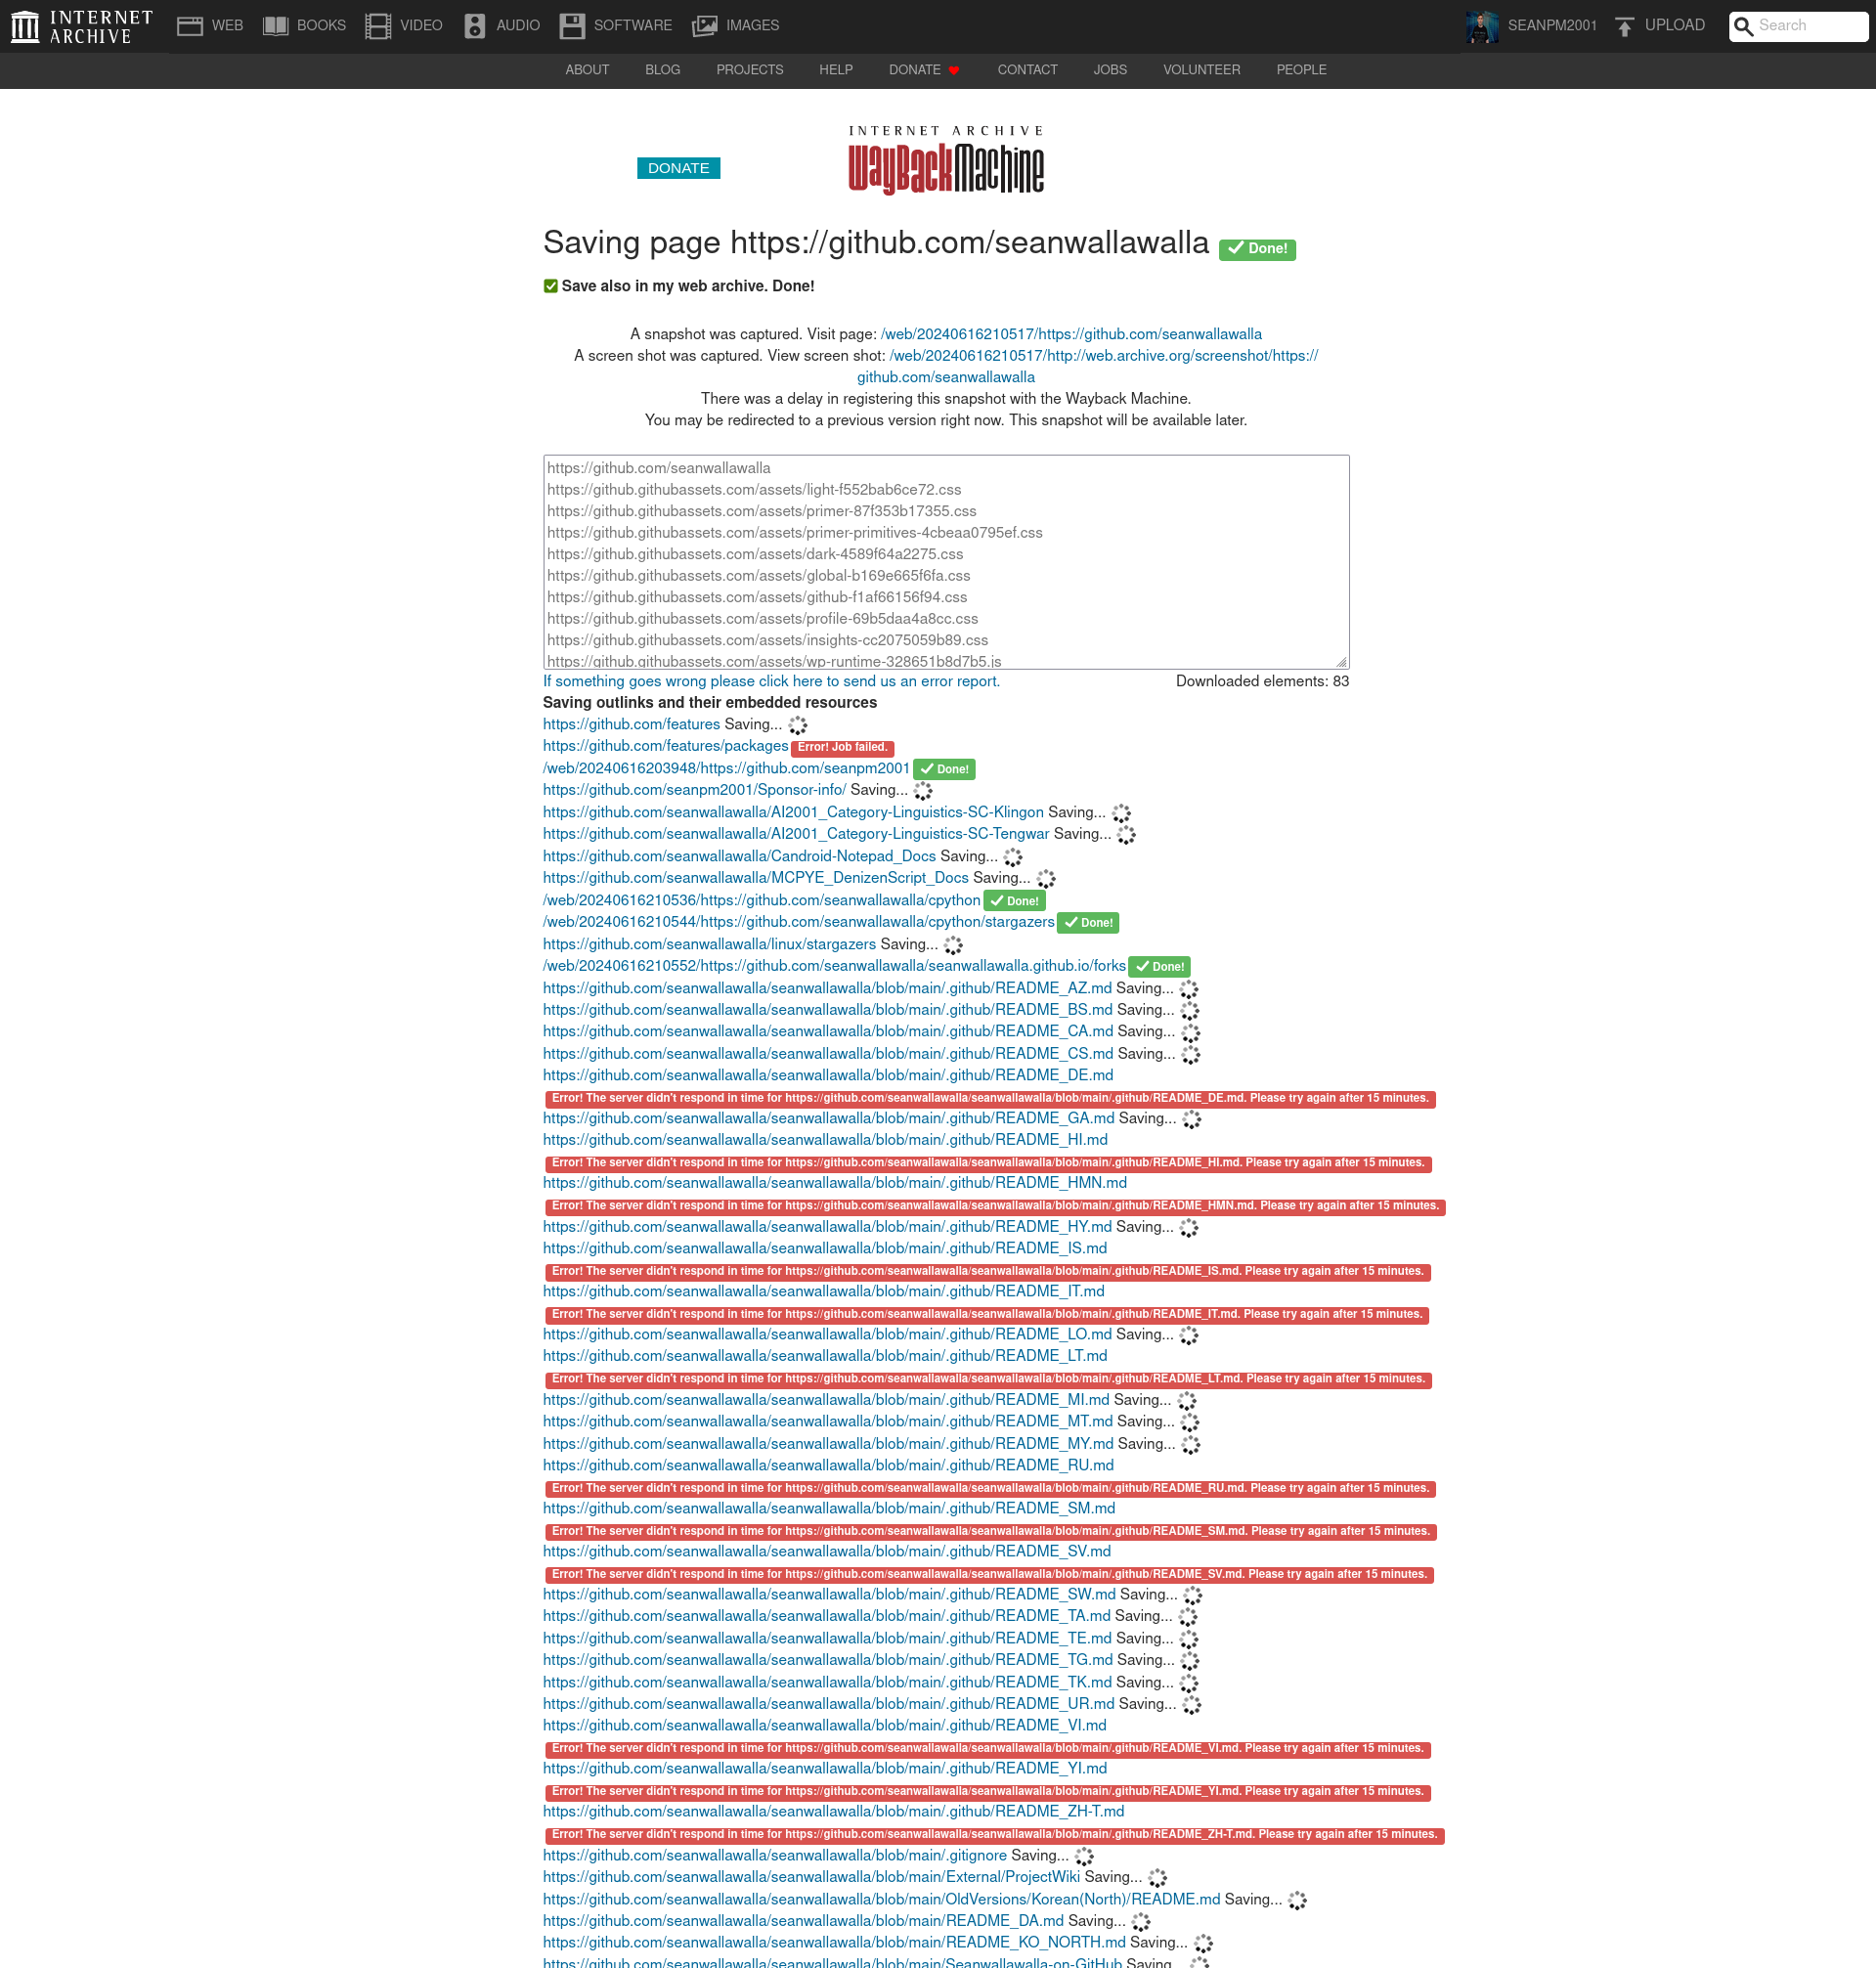 INTERNET ARCHIVE
WEB BOOKS VIDEO AUDIO SOFTWARE IMAGES SEANPM2001 UPLOAD Search
ABOUT BLOG PROJECTS HELP DONATE CONTACT JOBS VOLUNTEER PEOPLE
INTERNET ARCHIVE
DONATE WayBackMachine
Saving page https://github.com/seanwallawalla Done!
Save also in my web archive. Done!
A snapshot was captured. Visit page: /web/20240616210517/https://github.com/seanwallawalla
A screen shot was captured. View screen shot: /web/20240616210517/http://web.archive.org/screenshot/https://
github.com/seanwallawalla
There was a delay in registering this snapshot with the Wayback Machine.
You may be redirected to a previous version right now. This snapshot will be available later.
https://github.com/seanwallawalla
https://github.githubassets.com/assets/light-f552bab6ce72.css
https://github.githubassets.com/assets/primer-87f353b17355.css
https://github.githubassets.com/assets/primer-primitives-4cbeaa0795ef.css
https://github.githubassets.com/assets/dark-4589f64a2275.css
https://github.githubassets.com/assets/global-b169e665f6fa.css
https://github.githubassets.com/assets/github-f1af66156f94.css
https://github.githubassets.com/assets/profile-69b5daa4a8cc.css
https://github.githubassets.com/assets/insights-cc2075059b89.css
https://github.githubassets.com/assets/wp-runtime-328651b8d7b5.js
If something goes wrong please click here to send us an error report. Downloaded elements: 83
Saving outlinks and their embedded resources
https://github.com/features Saving...
https://github.com/features/packages Error! Job failed.
/web/20240616203948/https://github.com/seanpm2001 Done!
https://github.com/seanpm2001/Sponsor-info/ Saving...
https://github.com/seanwallawalla/AI2001_Category-Linguistics-SC-Klingon Saving...
https://github.com/seanwallawalla/AI2001_Category-Linguistics-SC-Tengwar Saving...
https://github.com/seanwallawalla/Candroid-Notepad_Docs Saving...
https://github.com/seanwallawalla/MCPYE_DenizenScript_Docs Saving...
/web/20240616210536/https://github.com/seanwallawalla/cpython Done!
/web/20240616210544/https://github.com/seanwallawalla/cpython/stargazers Done!
https://github.com/seanwallawalla/linux/stargazers Saving...
/web/20240616210552/https://github.com/seanwallawalla/seanwallawalla.github.io/forks Done!
https://github.com/seanwallawalla/seanwallawalla/blob/main/.github/README_AZ.md Saving...
https://github.com/seanwallawalla/seanwallawalla/blob/main/.github/README_BS.md Saving...
https://github.com/seanwallawalla/seanwallawalla/blob/main/.github/README_CA.md Saving...
https://github.com/seanwallawalla/seanwallawalla/blob/main/.github/README_CS.md Saving...
https://github.com/seanwallawalla/seanwallawalla/blob/main/.github/README_DE.md
Error! The server didn't respond in time for https://github.com/seanwallawalla/seanwallawalla/blob/main/.github/README_DE.md. Please try again after 15 minutes.
https://github.com/seanwallawalla/seanwallawalla/blob/main/.github/README_GA.md Saving...
https://github.com/seanwallawalla/seanwallawalla/blob/main/.github/README_HI.md
Error! The server didn't respond in time for https://github.com/seanwallawalla/seanwallawalla/blob/main/.github/README_HI.md. Please try again after 15 minutes.
https://github.com/seanwallawalla/seanwallawalla/blob/main/.github/README_HMN.md
Error! The server didn't respond in time for https://github.com/seanwallawalla/seanwallawalla/blob/main/.github/README_HMN.md. Please try again after 15 minutes.
https://github.com/seanwallawalla/seanwallawalla/blob/main/.github/README_HY.md Saving...
https://github.com/seanwallawalla/seanwallawalla/blob/main/.github/README_IS.md
Error! The server didn't respond in time for https://github.com/seanwallawalla/seanwallawalla/blob/main/.github/README_IS.md. Please try again after 15 minutes.
https://github.com/seanwallawalla/seanwallawalla/blob/main/.github/README_IT.md
Error! The server didn't respond in time for https://github.com/seanwallawalla/seanwallawalla/blob/main/.github/README_IT.md. Please try again after 15 minutes.
https://github.com/seanwallawalla/seanwallawalla/blob/main/.github/README_LO.md Saving...
https://github.com/seanwallawalla/seanwallawalla/blob/main/.github/README_LT.md
Error! The server didn't respond in time for https://github.com/seanwallawalla/seanwallawalla/blob/main/.github/README_LT.md. Please try again after 15 minutes.
https://github.com/seanwallawalla/seanwallawalla/blob/main/.github/README_MI.md Saving...
https://github.com/seanwallawalla/seanwallawalla/blob/main/.github/README_MT.md Saving...
https://github.com/seanwallawalla/seanwallawalla/blob/main/.github/README_MY.md Saving...
https://github.com/seanwallawalla/seanwallawalla/blob/main/.github/README_RU.md
Error! The server didn't respond in time for https://github.com/seanwallawalla/seanwallawalla/blob/main/.github/README_RU.md. Please try again after 15 minutes.
https://github.com/seanwallawalla/seanwallawalla/blob/main/.github/README_SM.md
Error! The server didn't respond in time for https://github.com/seanwallawalla/seanwallawalla/blob/main/.github/README_SM.md. Please try again after 15 minutes.
https://github.com/seanwallawalla/seanwallawalla/blob/main/.github/README_SV.md
Error! The server didn't respond in time for https://github.com/seanwallawalla/seanwallawalla/blob/main/.github/README_SV.md. Please try again after 15 minutes.
https://github.com/seanwallawalla/seanwallawalla/blob/main/.github/README_SW.md Saving...
https://github.com/seanwallawalla/seanwallawalla/blob/main/.github/README_TA.md Saving...
https://github.com/seanwallawalla/seanwallawalla/blob/main/.github/README_TE.md Saving...
https://github.com/seanwallawalla/seanwallawalla/blob/main/.github/README_TG.md Saving...
https://github.com/seanwallawalla/seanwallawalla/blob/main/.github/README_TK.md Saving...
https://github.com/seanwallawalla/seanwallawalla/blob/main/.github/README_UR.md Saving...
https://github.com/seanwallawalla/seanwallawalla/blob/main/.github/README_VI.md
Error! The server didn't respond in time for https://github.com/seanwallawalla/seanwallawalla/blob/main/.github/README_VI.md. Please try again after 15 minutes.
https://github.com/seanwallawalla/seanwallawalla/blob/main/.github/README_YI.md
Error! The server didn't respond in time for https://github.com/seanwallawalla/seanwallawalla/blob/main/.github/README_YI.md. Please try again after 15 minutes.
https://github.com/seanwallawalla/seanwallawalla/blob/main/.github/README_ZH-T.md
Error! The server didn't respond in time for https://github.com/seanwallawalla/seanwallawalla/blob/main/.github/README_ZH-T.md. Please try again after 15 minutes.
https://github.com/seanwallawalla/seanwallawalla/blob/main/.gitignore Saving...
https://github.com/seanwallawalla/seanwallawalla/blob/main/External/ProjectWiki Saving...
https://github.com/seanwallawalla/seanwallawalla/blob/main/OldVersions/Korean(North)/README.md Saving...
https://github.com/seanwallawalla/seanwallawalla/blob/main/README_DA.md Saving...
https://github.com/seanwallawalla/seanwallawalla/blob/main/README_KO_NORTH.md Saving...
https://github.com/seanwallawalla/seanwallawalla/blob/main/Seanwallawalla-on-GitHub Saving...